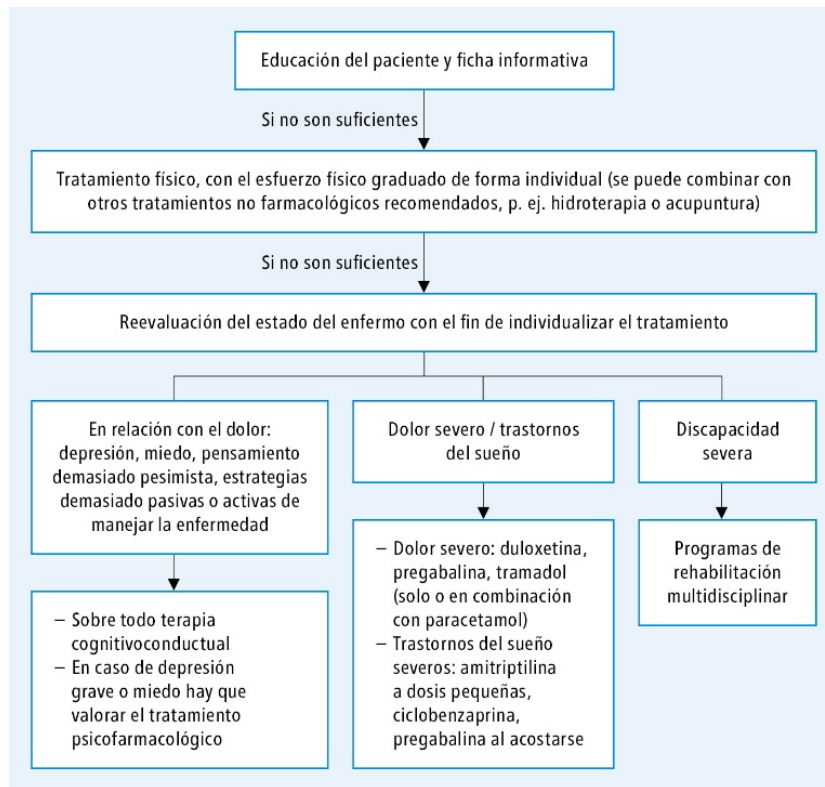 Educación del paciente y ficha informativa
Si no son suficientes
Tratamiento físico, con el esfuerzo físico graduado de forma individual (se puede combinar con
otros tratamientos no farmacológicos recomendados, p. ej. hidroterapia o acupuntura)
Si no son suficientes
Reevaluación del estado del enfermo con el fin de individualizar el tratamiento
En relación con el dolor:
depresión, miedo, pensamiento
demasiado pesimista, estrategias
demasiado pasivas o activas de
manejar la enfermedad
– Sobre todo terapia
cognitivoconductual
– En caso de depresión
grave o miedo hay que
valorar el tratamiento
psicofarmacológico
Dolor severo / trastornos
del sueño
– Dolor severo: duloxetina,
pregabalina, tramadol
(solo o en combinación
con paracetamol)
– Trastornos del sueño
severos: amitriptilina
a dosis pequeñas,
ciclobenzaprina,
pregabalina al acostarse
Discapacidad
severa
Programas de
rehabilitación
multidisciplinar